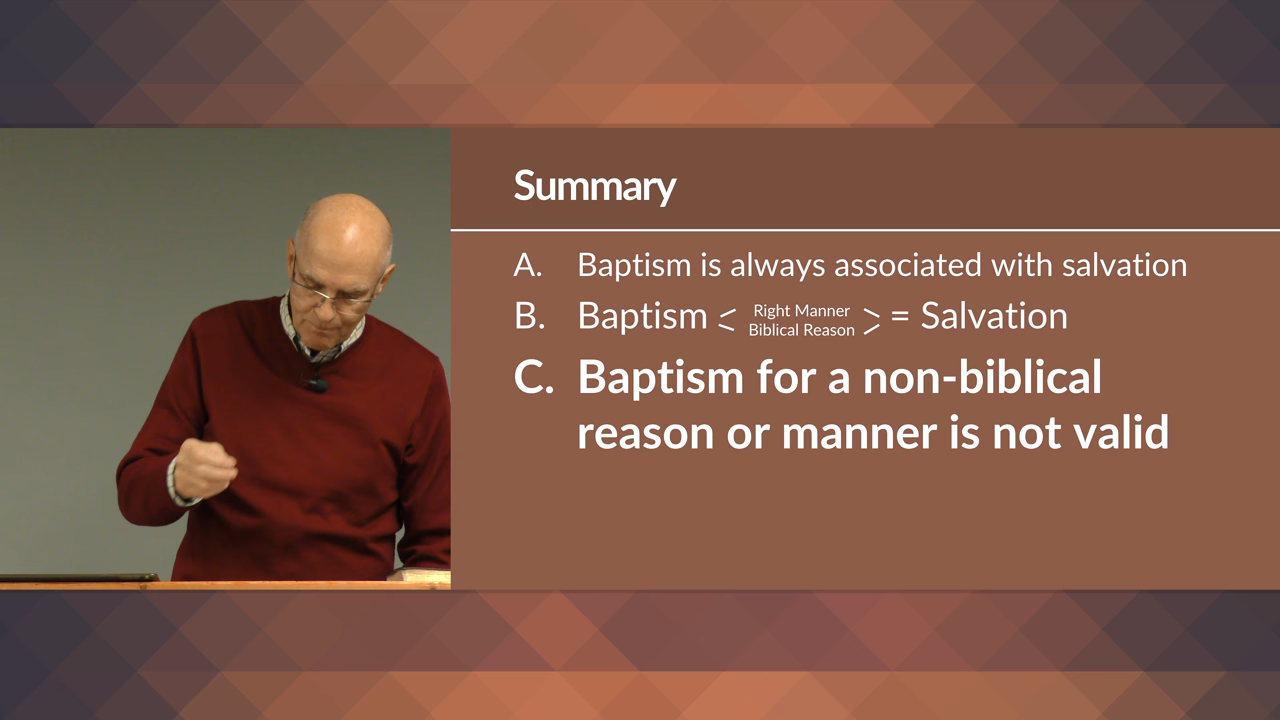 Summary
A. Baptism is always associated with salvation
B. Baptism < Right Manner
Biblical Reason > = Salvation
C. Baptism for a non-biblical
reason or manner is not valid